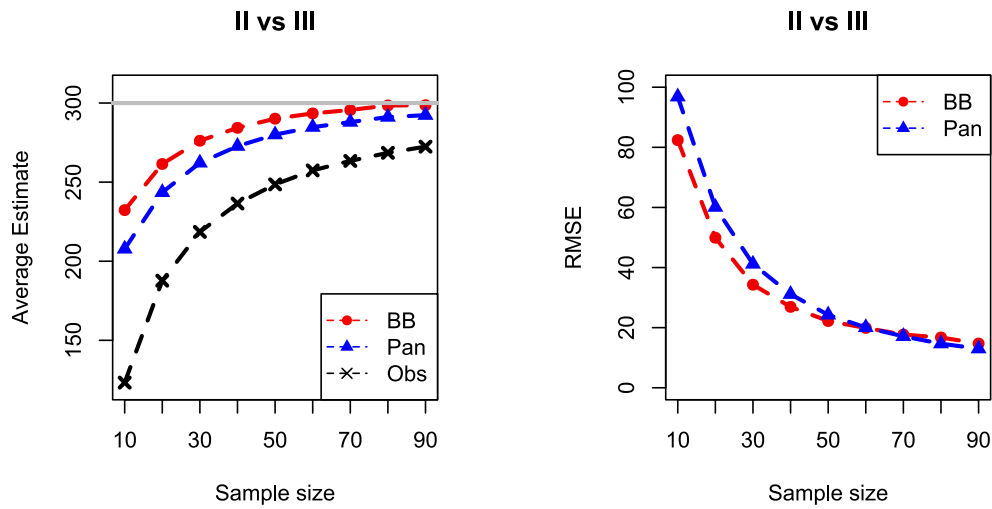 II vs III
Average Estimate
300
250
200
150
BB
Pan
Obs
10 30 50 70 90
Sample size
II vs III
RMSE
100
80
60
40
20
0
BB
Pan
10 30 50 70 90
Sample size